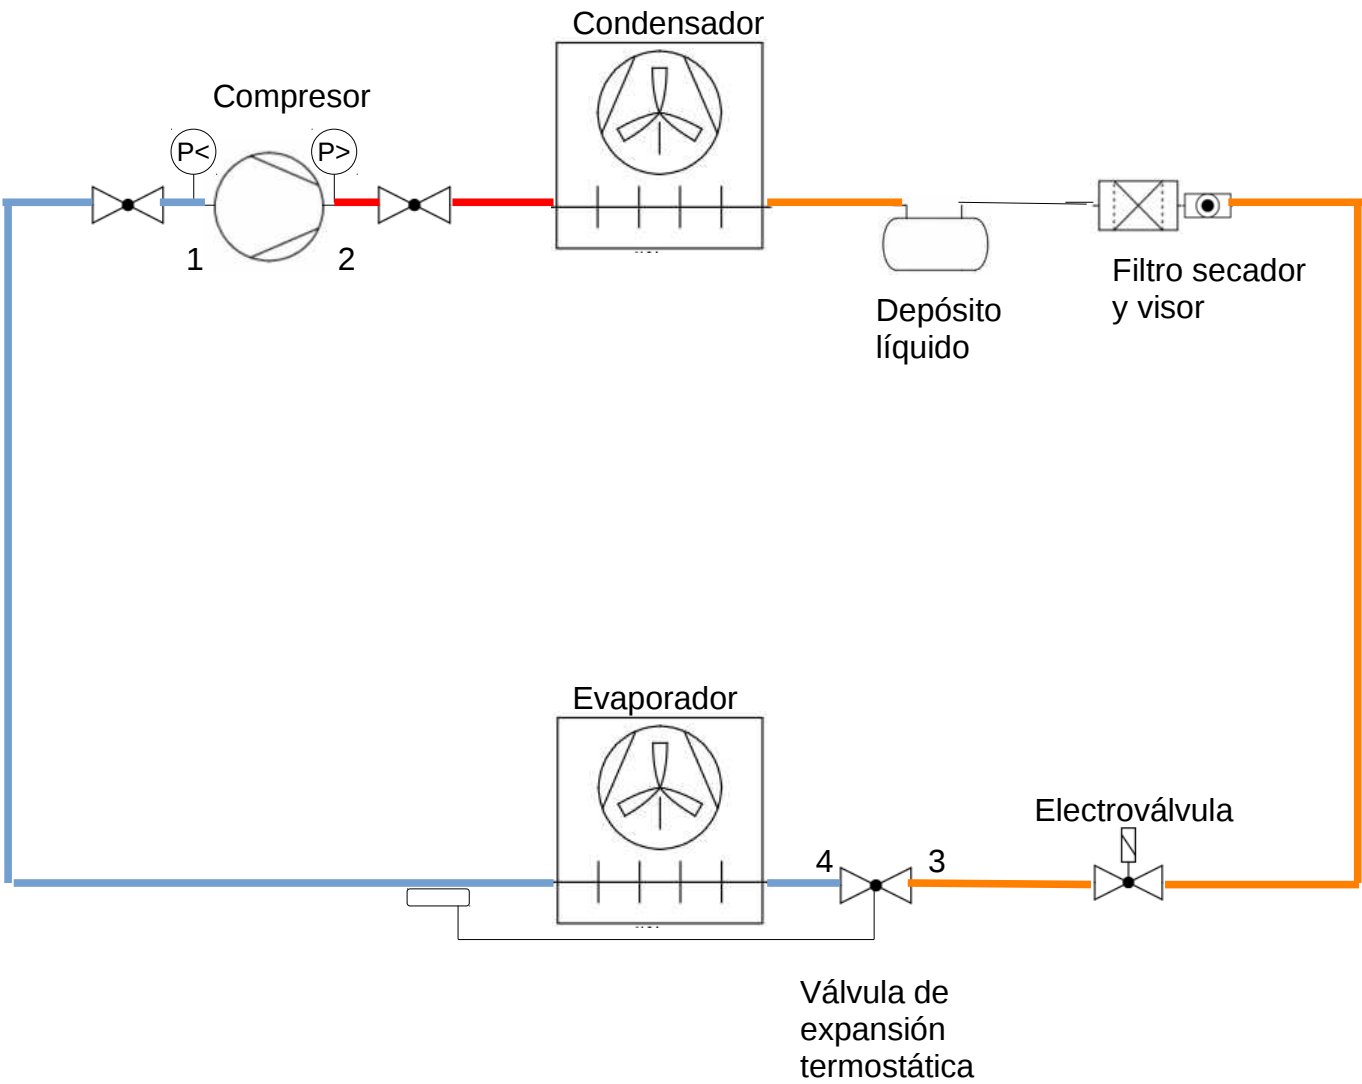 Condensador
Compresor
P<
P>
1
2
Filtro secador
y visor
Depósito
líquido
Evaporador
Electroválvula
4
3
Válvula de
expansión
termostática